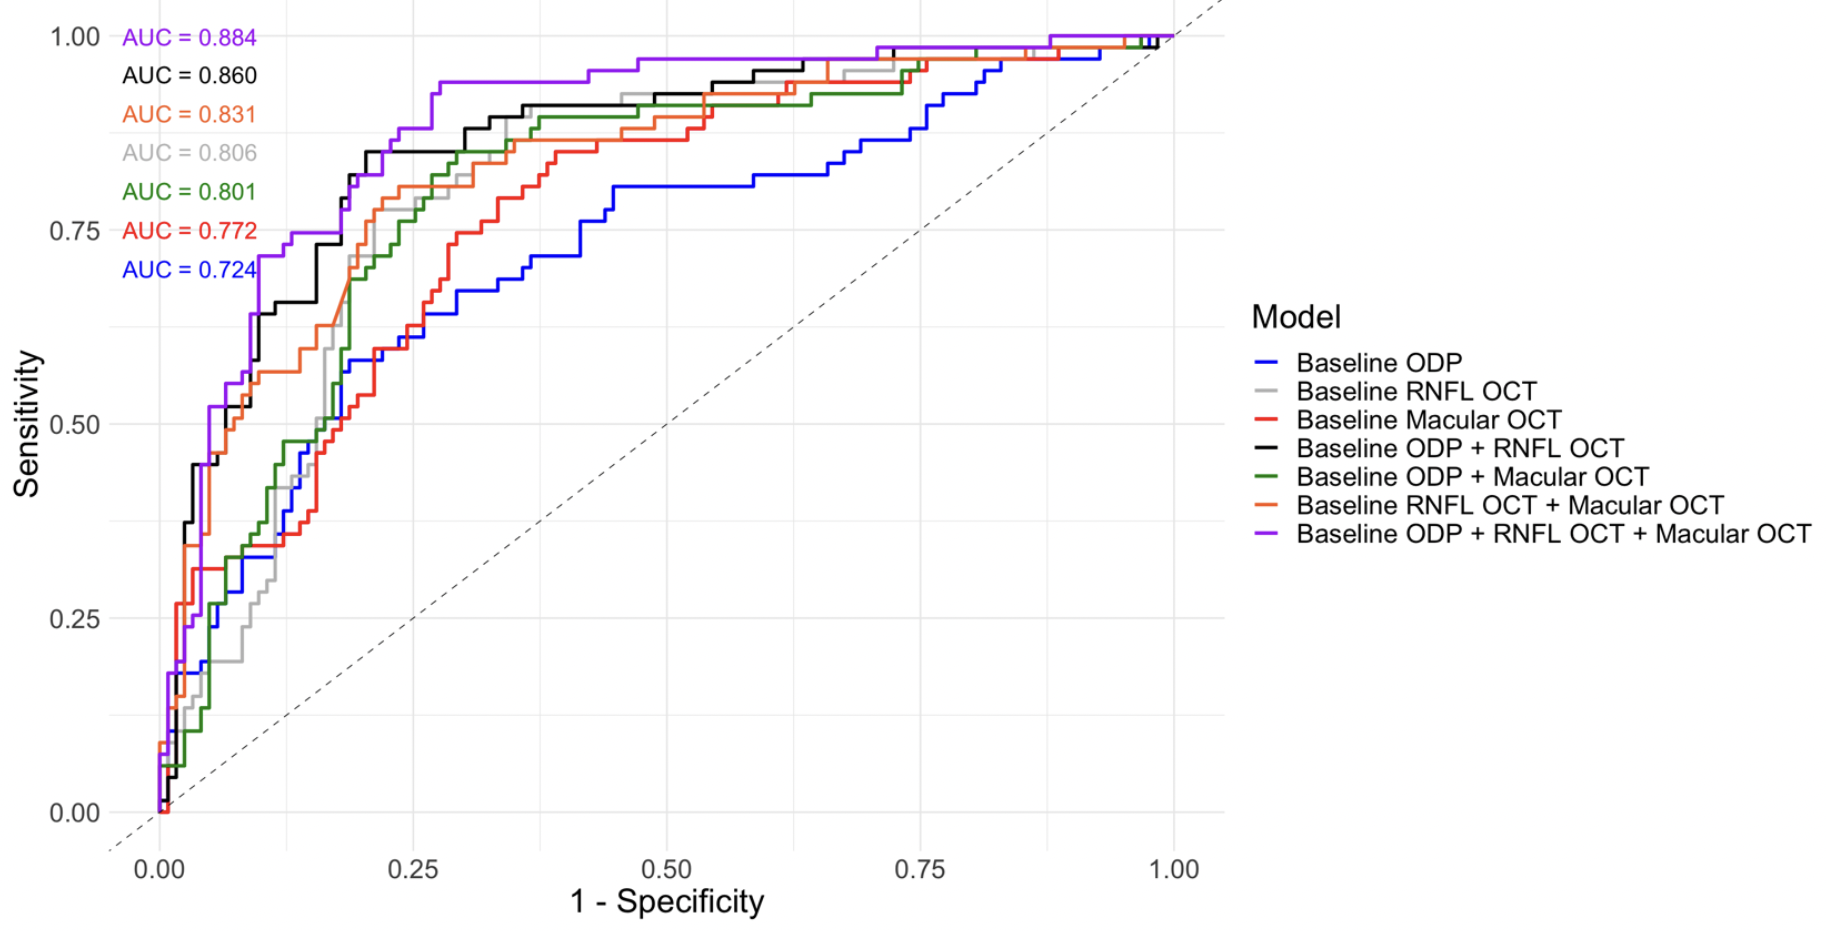 1.00
0.75
0.50
0.25
0.00
Sensitivity
AUC = 0.884
AUC = 0.860
AUC = 0.831
AUC = 0.806
AUC = 0.801
AUC = 0.772
AUC = 0.724
0.00 0.25 0.50 0.75 1.00
1 - Specificity
Model
Baseline ODP
Baseline RNFL OCT
Baseline Macular OCT
Baseline ODP + RNFL OCT
Baseline ODP + Macular OCT
Baseline RNFL OCT + Macular OCT
Baseline ODP + RNFL OCT + Macular OCT